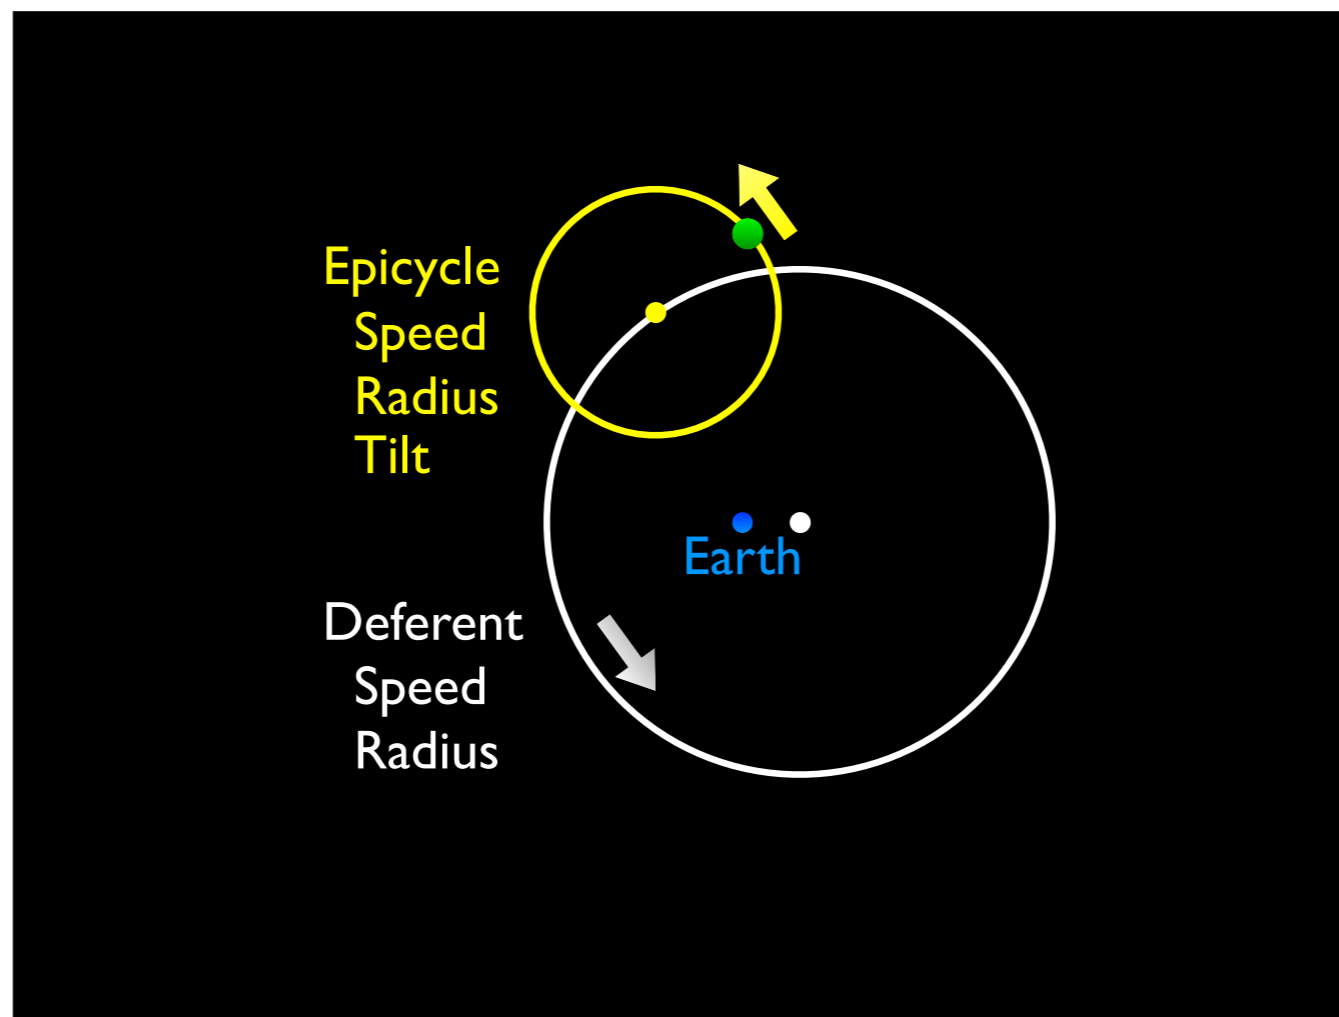 Epicycle
Speed
Radius
Tilt
Earth
Deferent
Speed
Radius